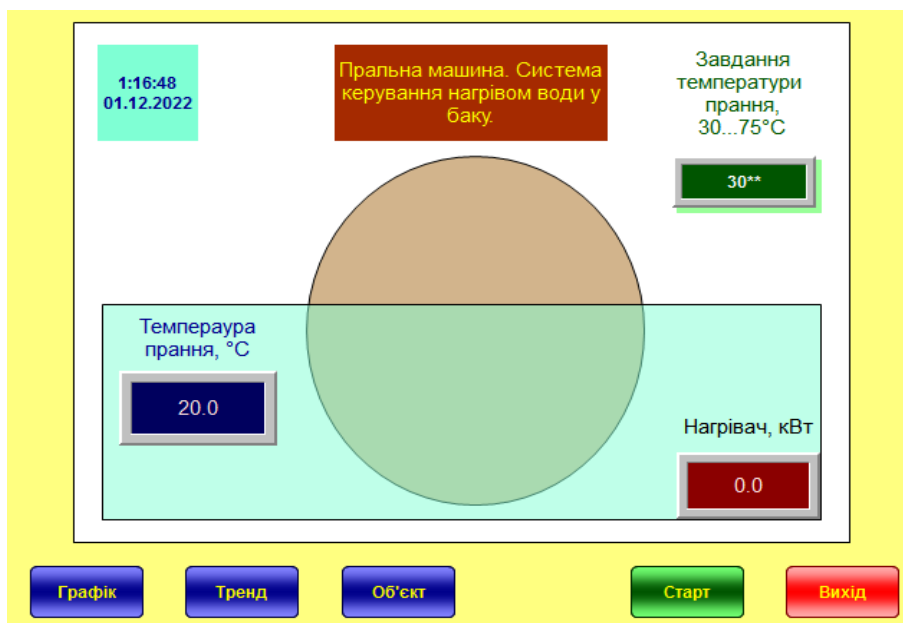 1:16:48
01.12.2022
Пральна машина. Система
керування нагрівом води у
баку.
Завдання
температури
прання,
30...75°C
30**
Темпераура
прання, °C
20.0
Нагрівач, кВт
0.0
Графік
Тренд
Об'єкт
Старт
Вихід